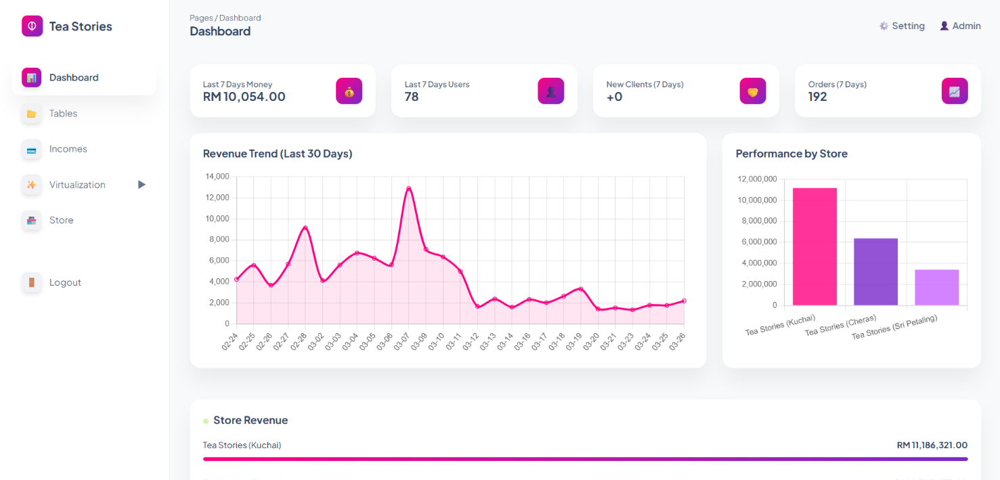 Tea Stories
Dashboard
Tables
Incomes
Virtualization
Store
Logout
Pages / Dashboard
Dashboard
Setting
Admin
Last 7 Days Money
RM 10,054.00
Last 7 Days Users
78
New Clients (7 Days)
+0
Orders (7 Days)
192
Revenue Trend (Last 30 Days)
14,000
12,000
10,000
8,000
6,000
4,000
2,000
0
02-24
02-25
02-26
02-27
02-28
03-02
03-03
03-04
03-05
03-06
03-07
03-09
03-10
03-11
03-12
03-13
03-14
03-16
03-17
03-18
03-19
03-20
03-21
03-23
03-24
03-25
03-26
Performance by Store
12,000,000
10,000,000
8,000,000
6,000,000
4,000,000
2,000,000
0
Tea Stories (Kuchai)
Tea Stories (Cheras)
Tea Stories (Sri Petaling)
Store Revenue
Tea Stories (Kuchai)
RM 11,186,321.00